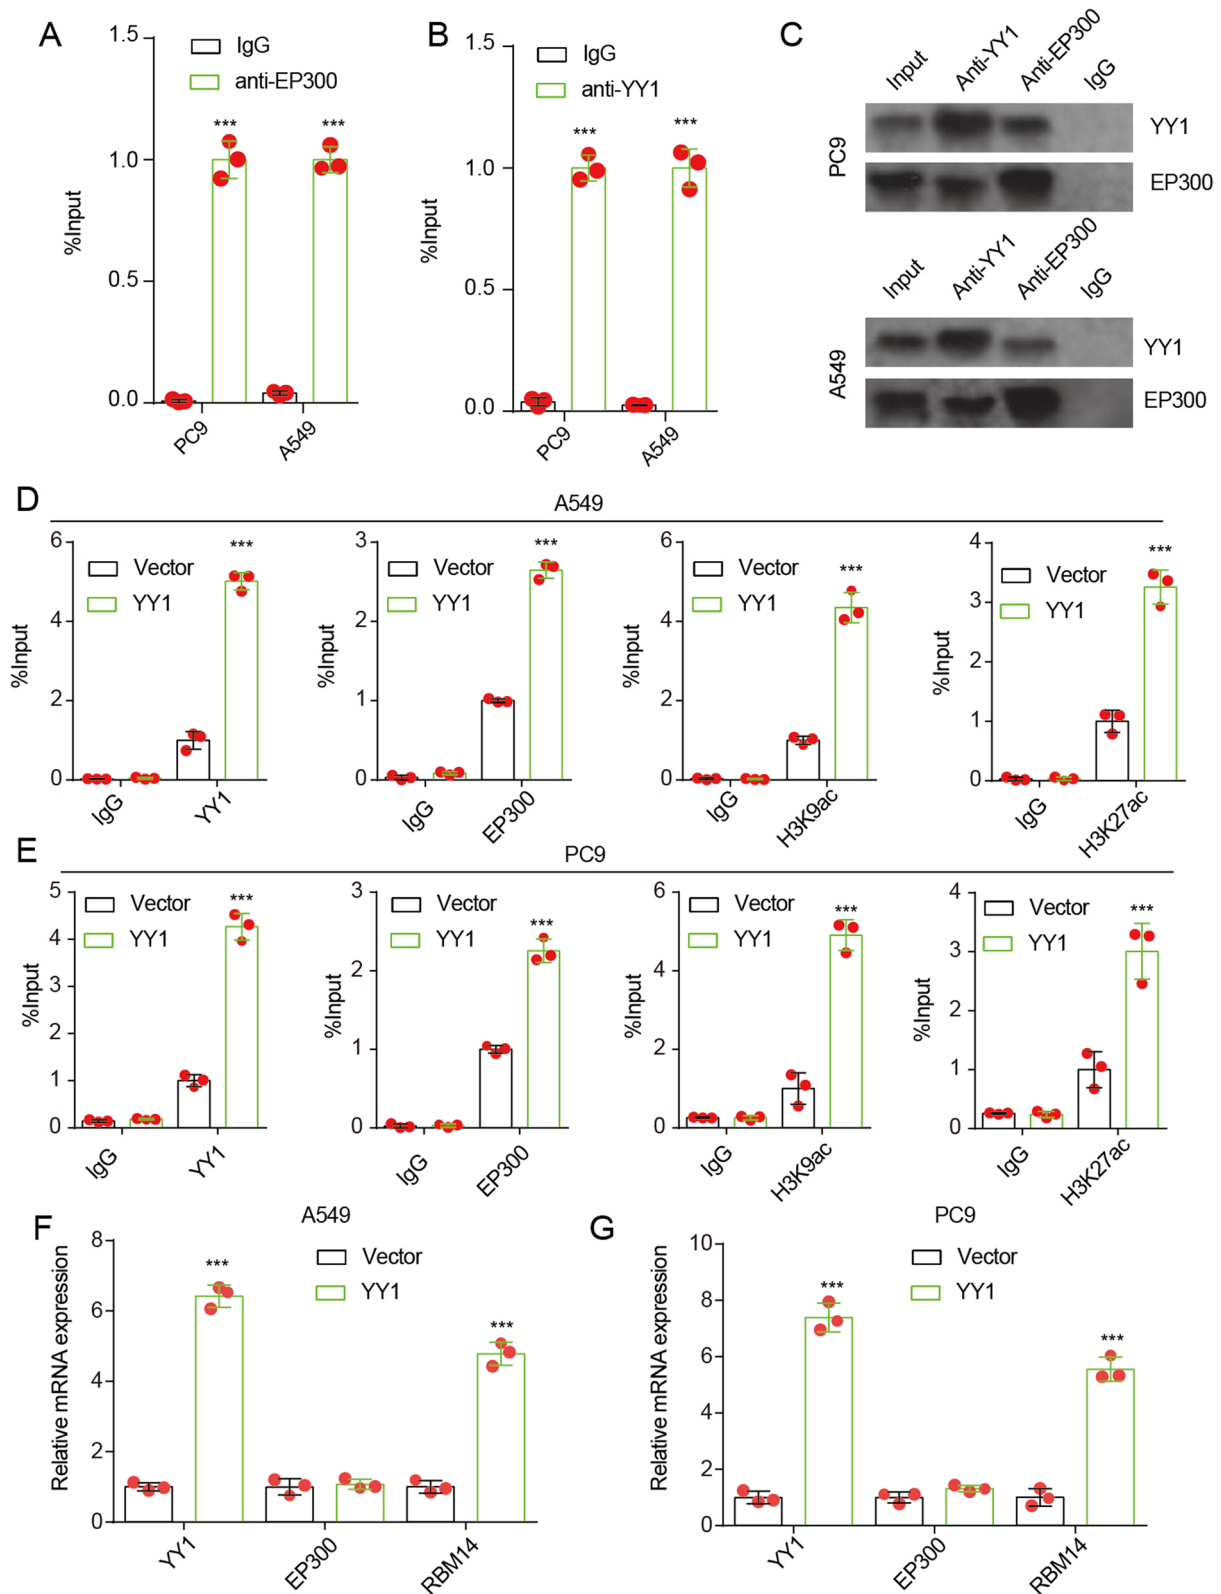 A
1.5
1.0
0.5
0.0
%Input
IgG
anti-EP300
***
***
PC9
A549
B
1.5
1.0
0.5
0.0
%Input
IgG
anti-YY1
***
***
PC9
A549
C
Input
Anti-YY1
Anti-EP300
IgG
PC9
YY1
EP300
Input
Anti-YY1
Anti-EP300
IgG
A549
YY1
EP300
D
A549
6
4
2
0
%Input
Vector
YY1
***
IgG
YY1
3
2
1
0
%Input
Vector
YY1
***
IgG
EP300
6
4
2
0
%Input
Vector
YY1
***
IgG
H3K9ac
4
3
2
1
0
%Input
Vector
YY1
***
IgG
H3K27ac
E
PC9
5
4
3
2
1
0
%Input
Vector
YY1
***
IgG
YY1
3
2
1
0
%Input
Vector
YY1
***
IgG
EP300
6
4
2
0
%Input
Vector
YY1
***
IgG
H3K9ac
4
3
2
1
0
%Input
Vector
YY1
***
IgG
H3K27ac
F
A549
8
6
4
2
0
Relative mRNA expression
Vector
YY1
***
***
YY1
EP300
RBM14
G
PC9
10
8
6
4
2
0
Relative mRNA expression
Vector
YY1
***
***
YY1
EP300
RBM14